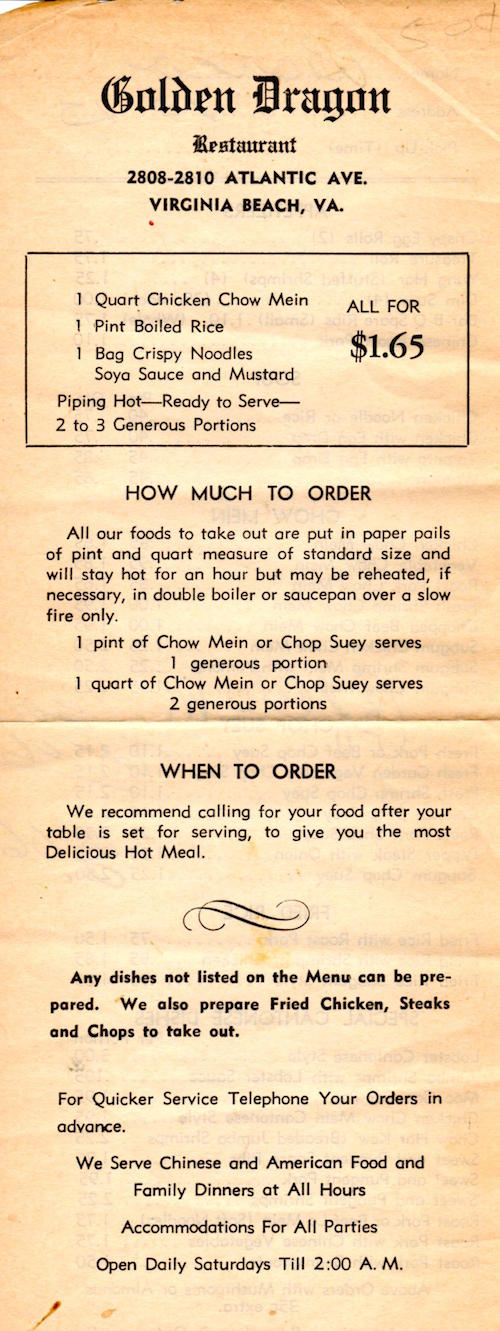 Golden Dragon
Restaurant
2808-2810 ATLANTIC AVE.
VIRGINIA BEACH, VA.
1 Quart Chicken Chow Mein
1 Pint Boiled Rice
1 Bag Crispy Noodles
Soya Sauce and Mustard
Piping Hot—Ready to Serve—
2 to 3 Generous Portions
ALL FOR
$1.65
HOW MUCH TO ORDER
All our foods to take out are put in paper pails
of pint and quart measure of standard size and
will stay hot for an hour but may be reheated, if
necessary, in double boiler or saucepan over a slow
fire only.
1 pint of Chow Mein or Chop Suey serves
1 generous portion
1 quart of Chow Mein or Chop Suey serves
2 generous portions
WHEN TO ORDER
We recommend calling for your food after your
table is set for serving, to give you the most
Delicious Hot Meal.
Any dishes not listed on the Menu can be pre-
pared. We also prepare Fried Chicken, Steaks
and Chops to take out.
For Quicker Service Telephone Your Orders in
advance.
We Serve Chinese and American Food and
Family Dinners at All Hours
Accommodations For All Parties
Open Daily Saturdays Till 2:00 A. M.